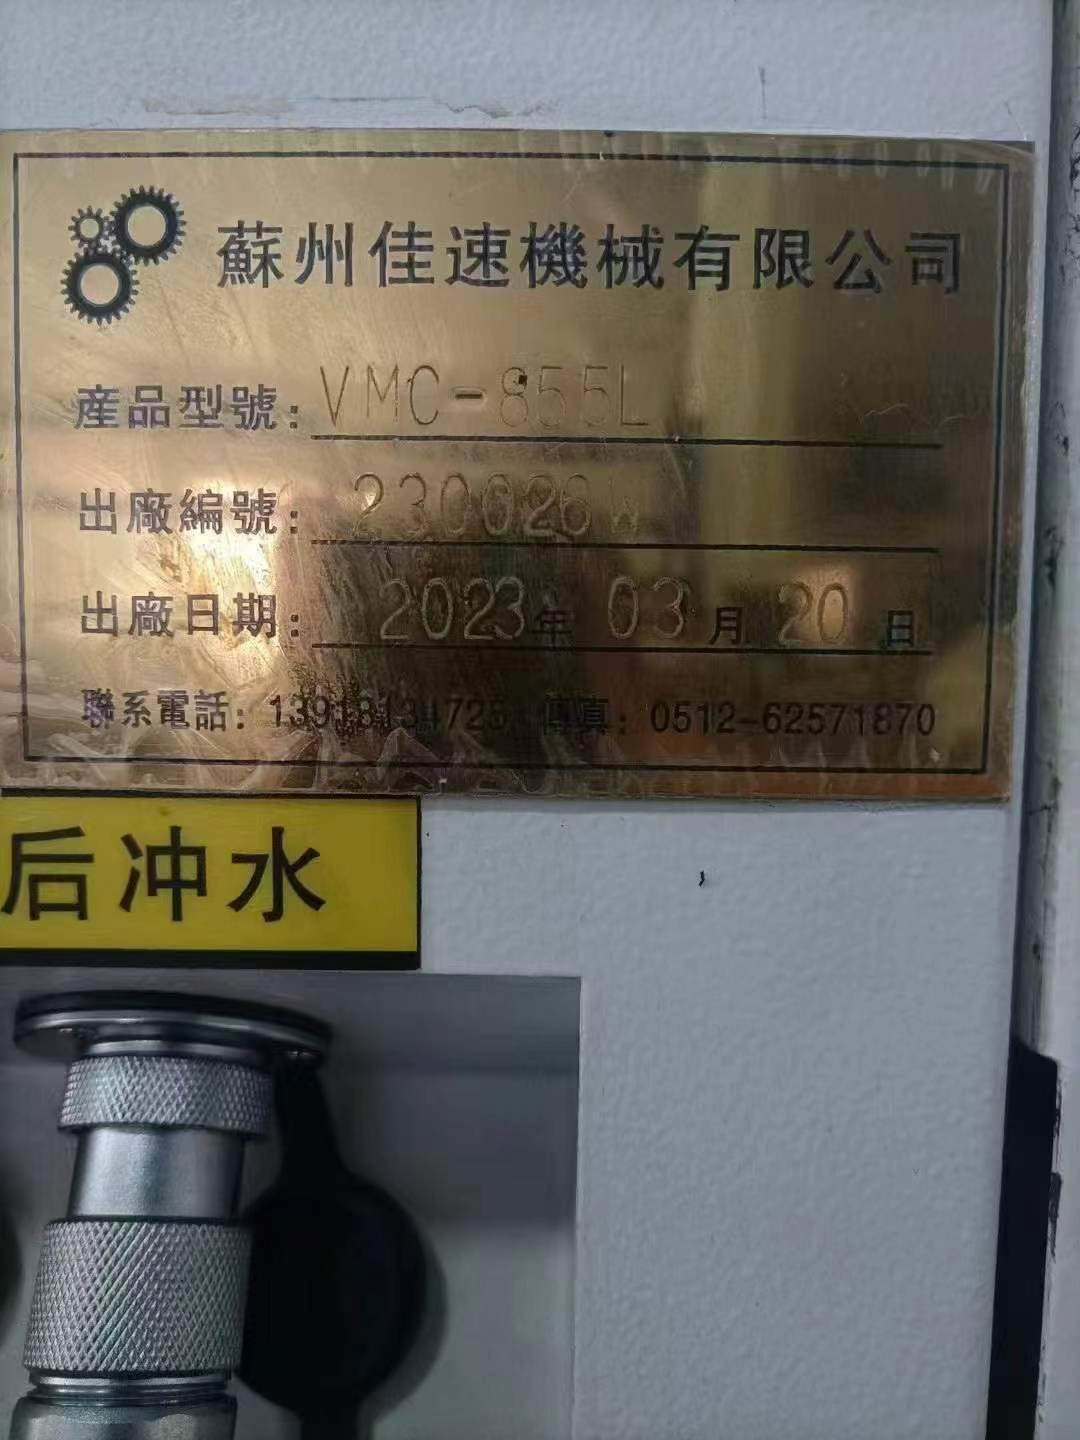 蘇州佳速機械有限公司
産品型號: VMC-855L
出廠編號: 230026W
出廠日期: 2023年 03月 20日
聯系電話: 傳真: 0512-62571870
后冲水